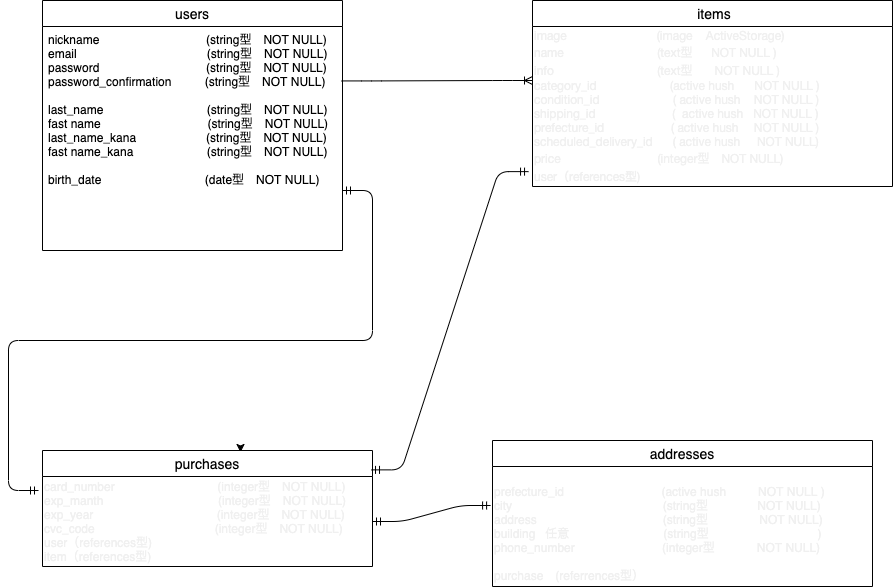 users
nickname (string型 NOT NULL)
email (string型 NOT NULL)
password (string型 NOT NULL)
password_confirmation (string型 NOT NULL)
last_name (string型 NOT NULL)
fast name (string型 NOT NULL)
last_name_kana (string型 NOT NULL)
fast name_kana (string型 NOT NULL)
birth_date (date型 NOT NULL)
items
image (image ActiveStorage)
name (text型 NOT NULL )
info (text型 NOT NULL )
category_id (active hush NOT NULL )
condition_id ( active hush NOT NULL )
shipping_id ( active hush NOT NULL )
prefecture_id ( active hush NOT NULL )
scheduled_delivery_id ( active hush NOT NULL )
price (integer型 NOT NULL)
user（references型)
purchases
card_number (integer型 NOT NULL)
exp_manth (integer型 NOT NULL)
exp_year (integer型 NOT NULL)
cvc_code (integer型 NOT NULL)
user（references型)
item（references型)
addresses
prefecture_id (active hush NOT NULL )
city (string型 NOT NULL)
address (string型 NOT NULL)
building 任意 (string型 )
phone_number (integer型 NOT NULL)
purchase （referrences型）